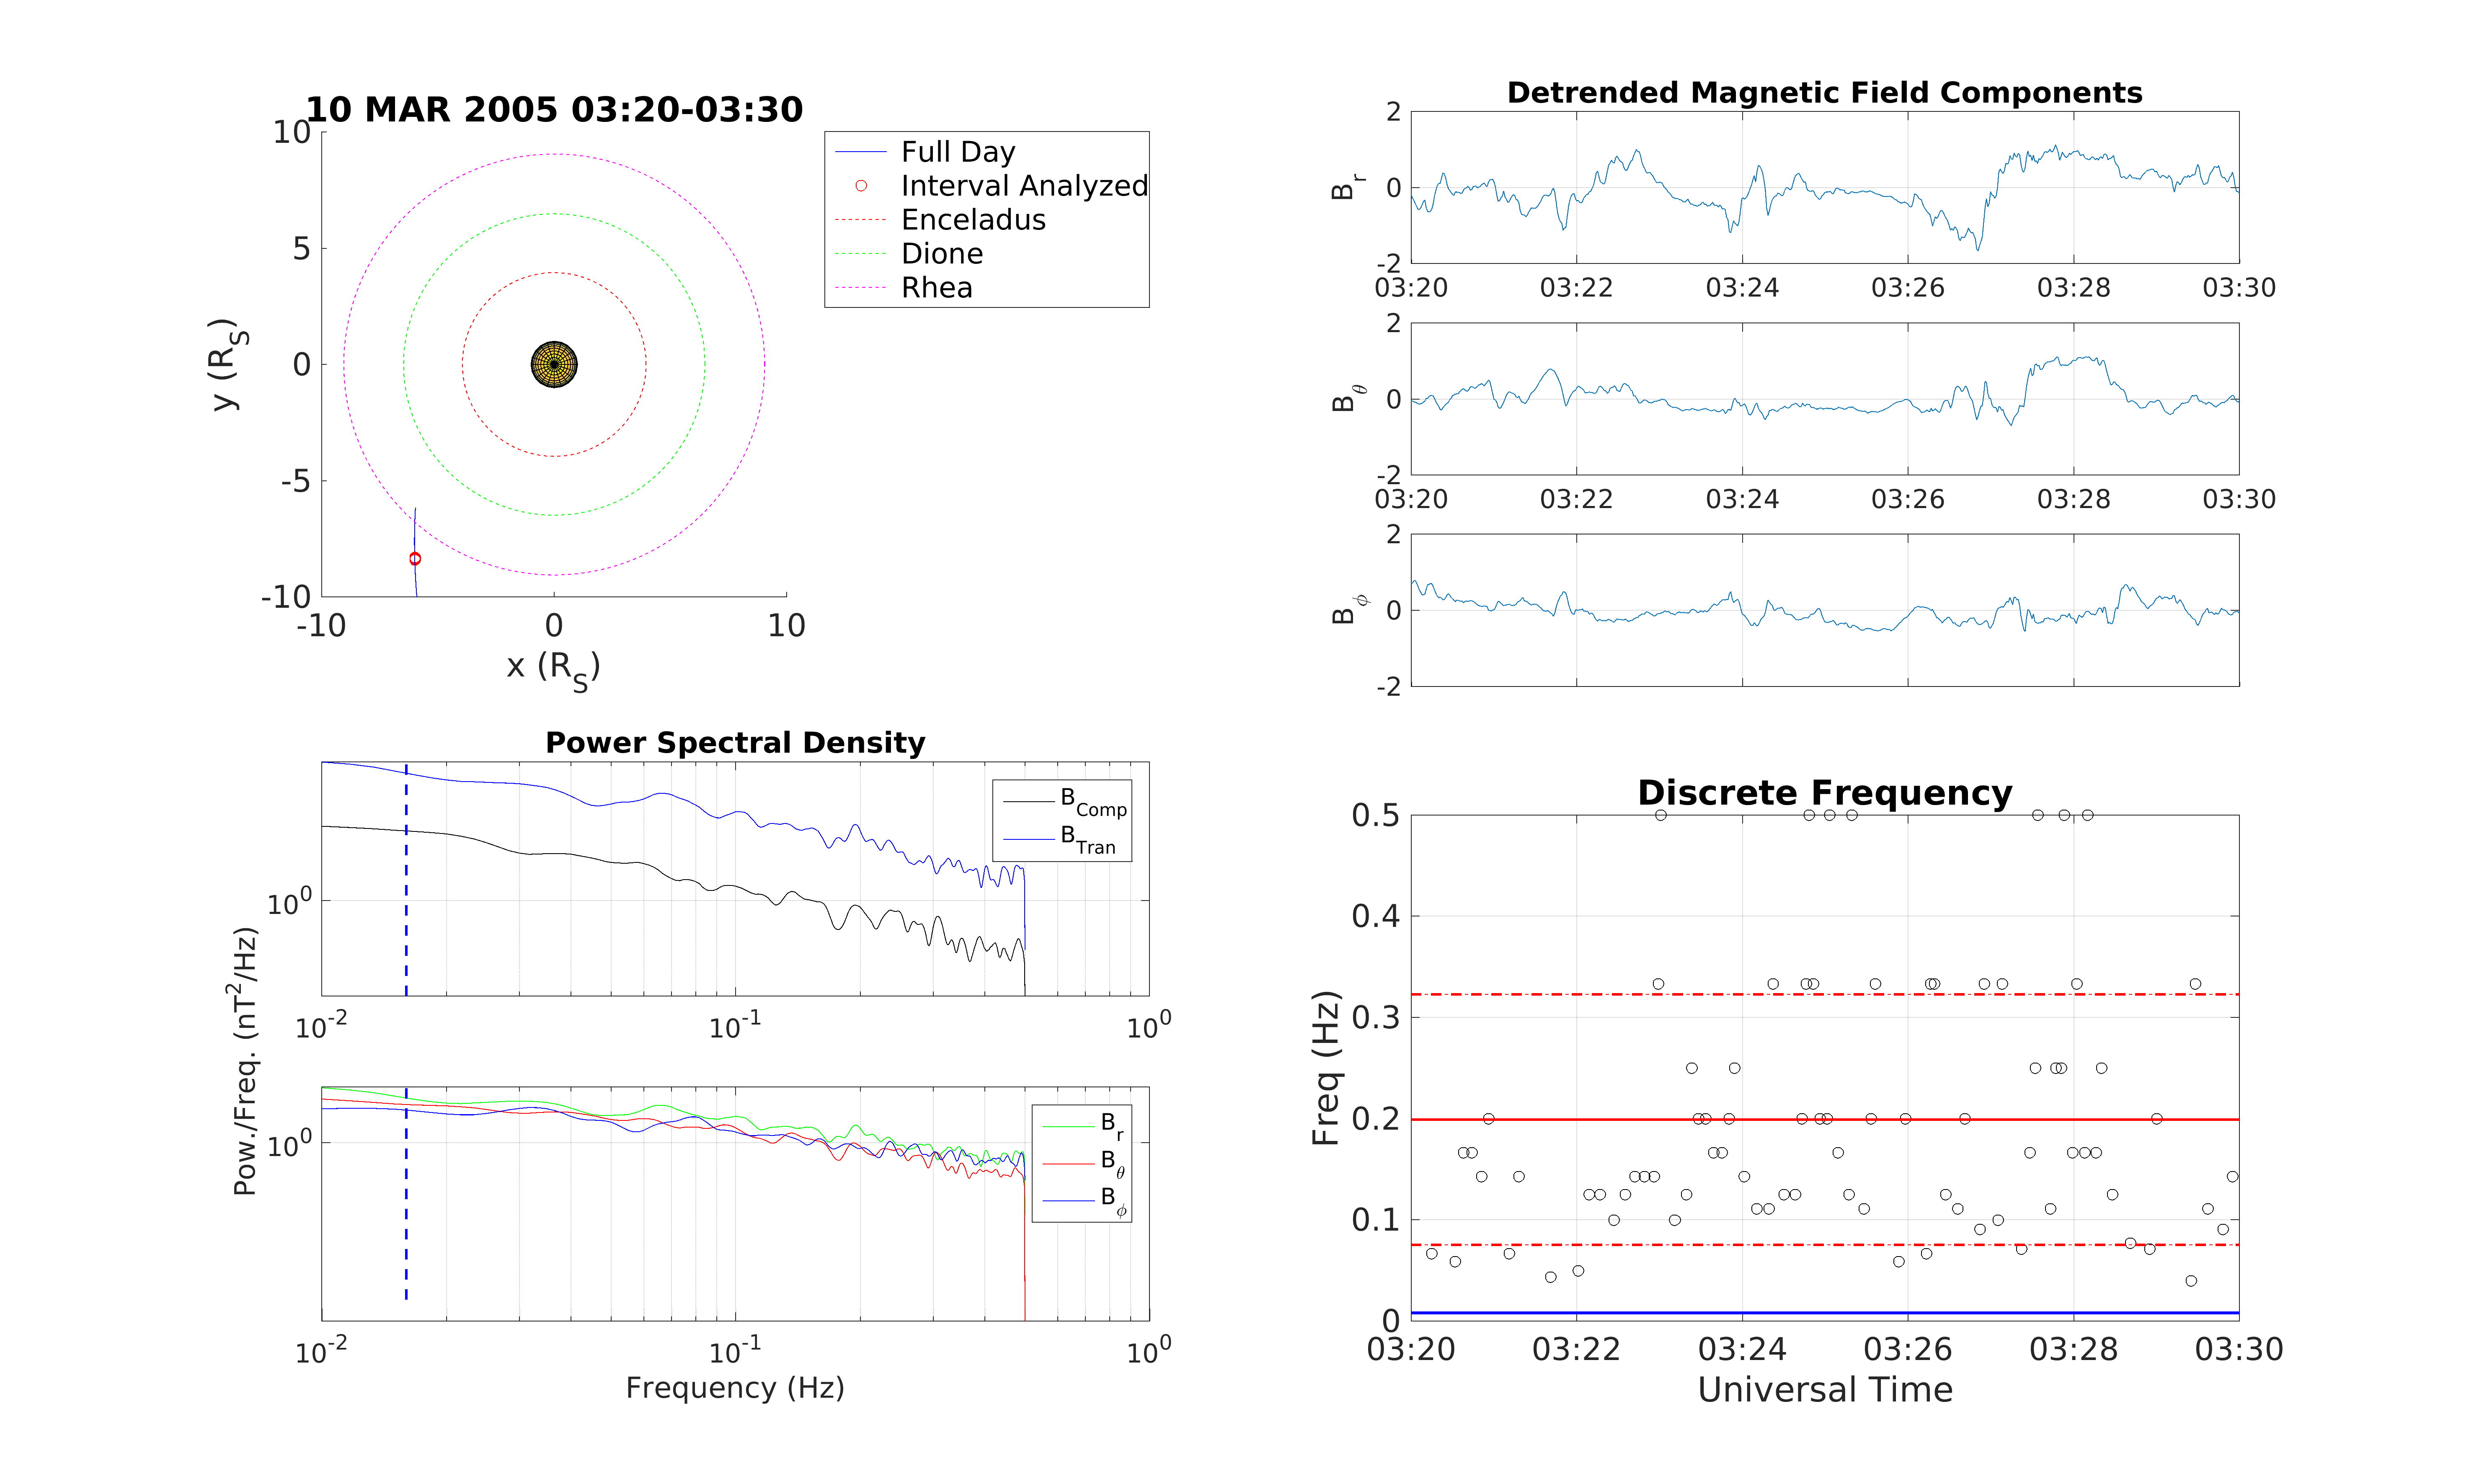 10 MAR 2005 03:20-03:30
10
5
0
-5
-10
-10
0
10
y (R_S)
x (R_S)
Full Day
Interval Analyzed
Enceladus
Dione
Rhea
Detrended Magnetic Field Components
2
0
-2
B_r
03:20
03:22
03:24
03:26
03:28
03:30
2
0
-2
B_θ
03:20
03:22
03:24
03:26
03:28
03:30
2
0
-2
B_ϕ
Power Spectral Density
10^0
B_Comp
B_Tran
10^-2
10^-1
10^0
Pow./Freq. (nT^2/Hz)
10^0
B_r
B_θ
B_ϕ
10^-2
10^-1
10^0
Frequency (Hz)
Discrete Frequency
0.5
0.4
0.3
0.2
0.1
0
Freq (Hz)
03:20
03:22
03:24
03:26
03:28
03:30
Universal Time